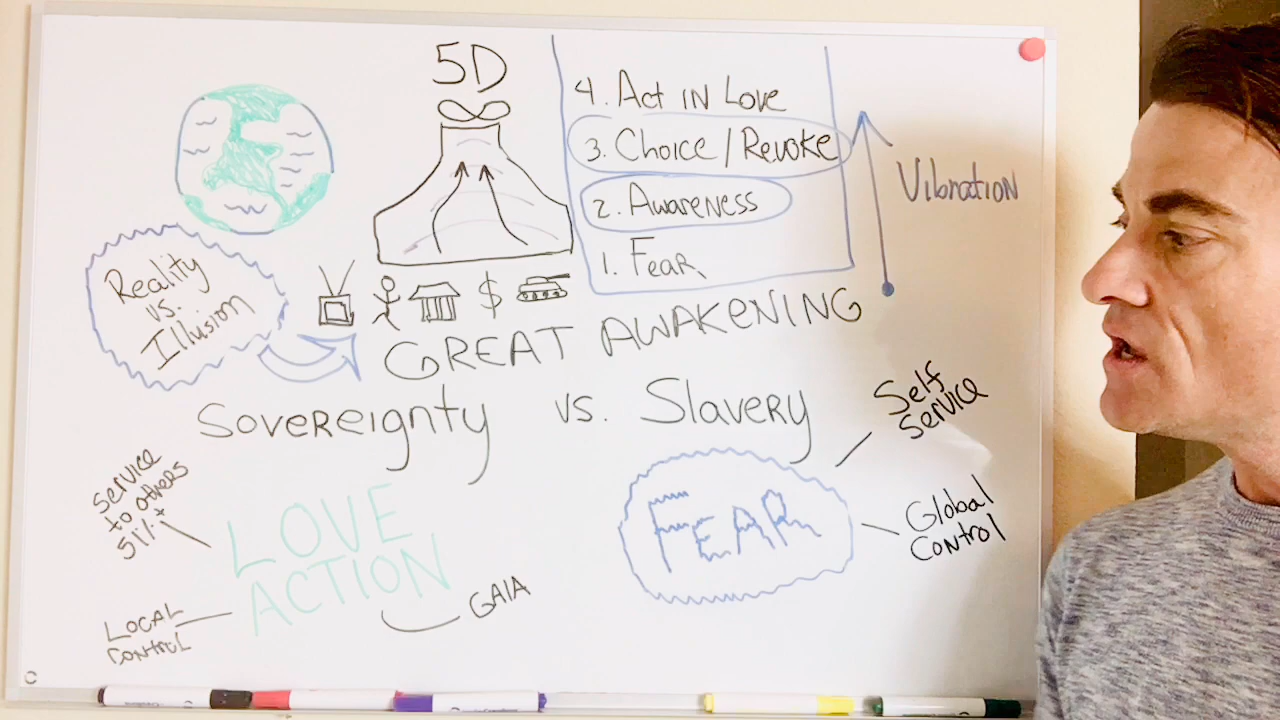 5D
4. Act in Love
3. Choice / Revoke
2. Awareness
1. Fear
Vibration
Reality
vs.
Illusion
$
GREAT AWAKENING
Sovereignty vs. Slavery
Self
Service
Service
to others
51%+
LOVE
ACTION
FEAR
Global
Control
GAIA
LOCAL
CONTROL